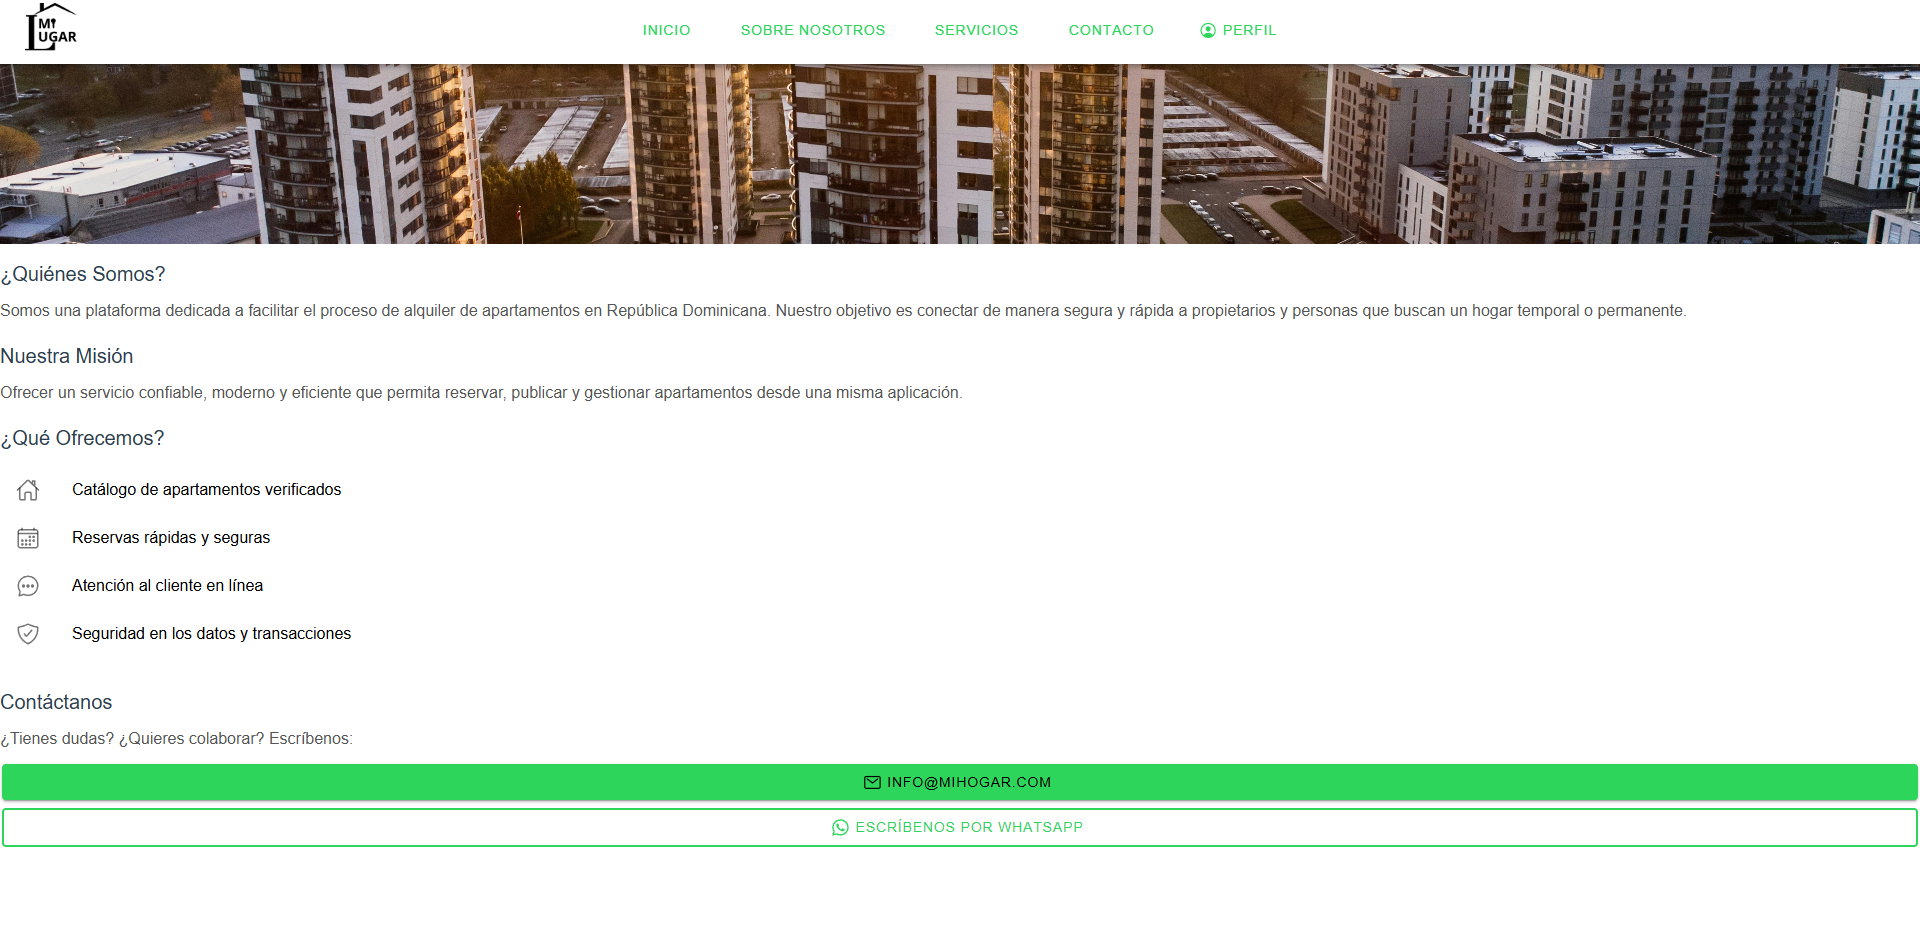 MI
LUGAR
INICIO SOBRE NOSOTROS SERVICIOS CONTACTO PERFIL
¿Quiénes Somos?
Somos una plataforma dedicada a facilitar el proceso de alquiler de apartamentos en República Dominicana. Nuestro objetivo es conectar de manera segura y rápida a propietarios y personas que buscan un hogar temporal o permanente.
Nuestra Misión
Ofrecer un servicio confiable, moderno y eficiente que permita reservar, publicar y gestionar apartamentos desde una misma aplicación.
¿Qué Ofrecemos?
Catálogo de apartamentos verificados
Reservas rápidas y seguras
Atención al cliente en línea
Seguridad en los datos y transacciones
Contáctanos
¿Tienes dudas? ¿Quieres colaborar? Escríbenos:
INFO@MIHOGAR.COM
ESCRÍBENOS POR WHATSAPP